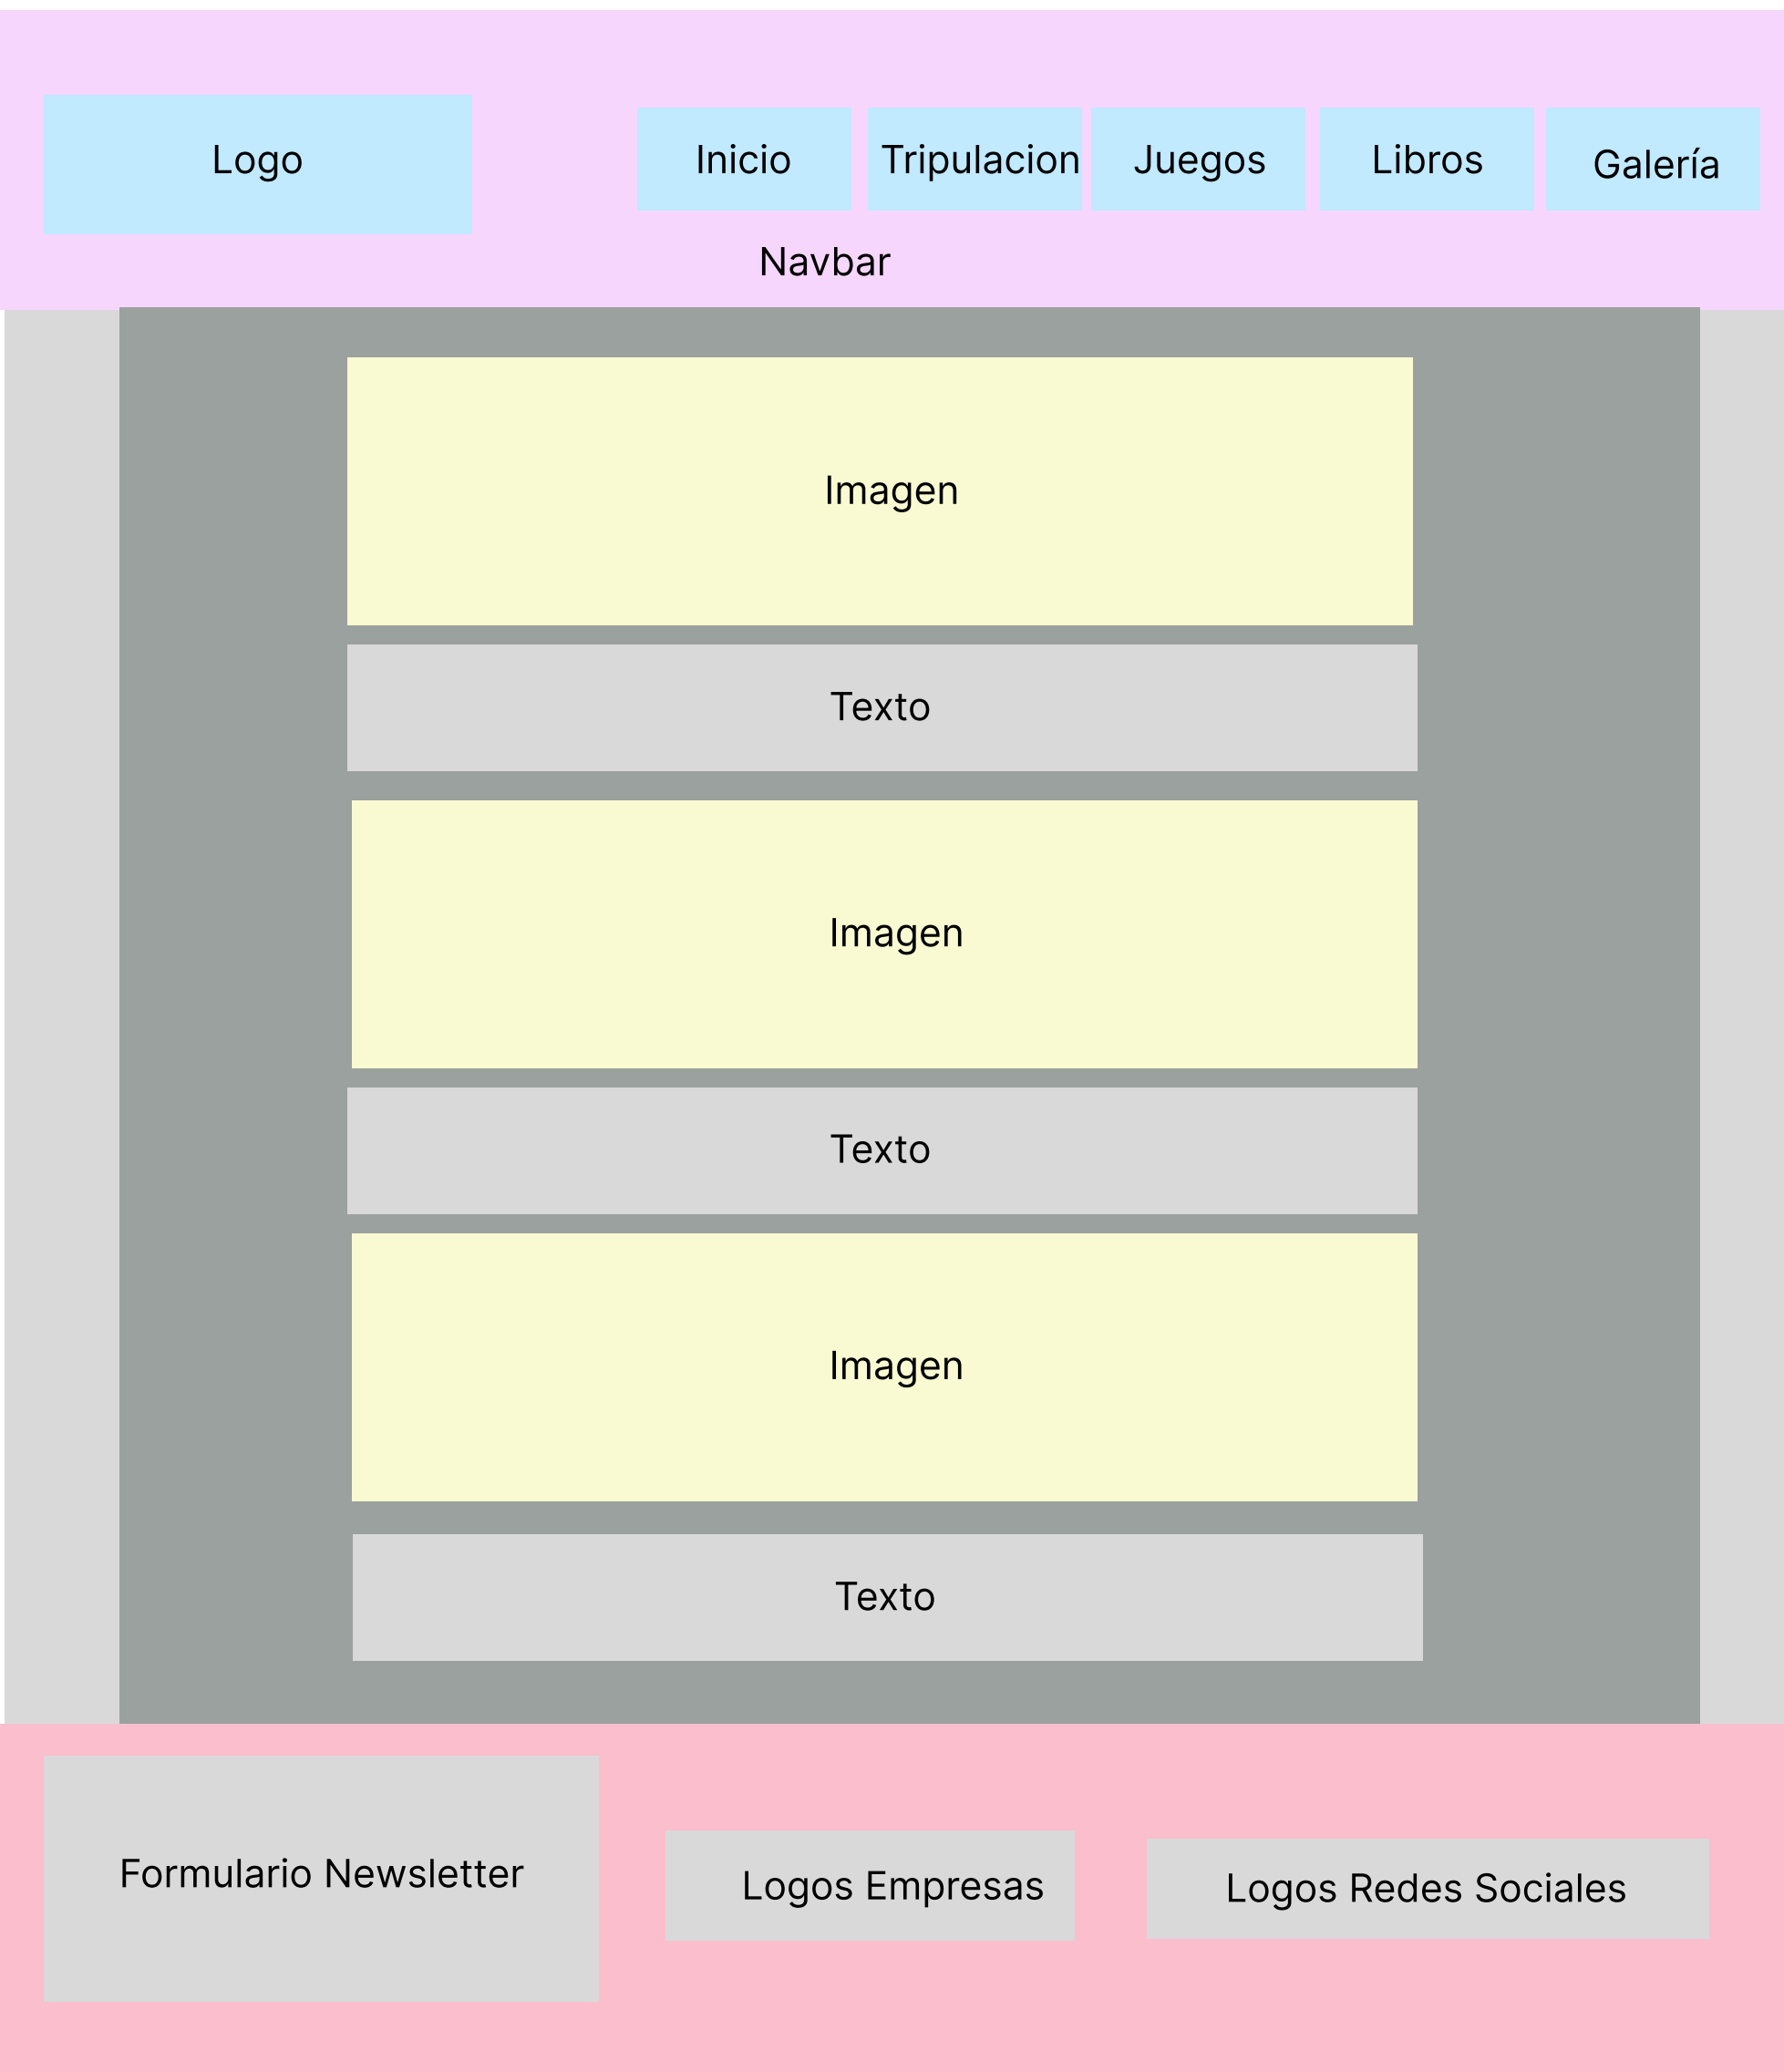 Logo
Inicio
Tripulacion
Juegos
Libros
Galería
Navbar
Imagen
Texto
Imagen
Texto
Imagen
Texto
Formulario Newsletter
Logos Empresas
Logos Redes Sociales